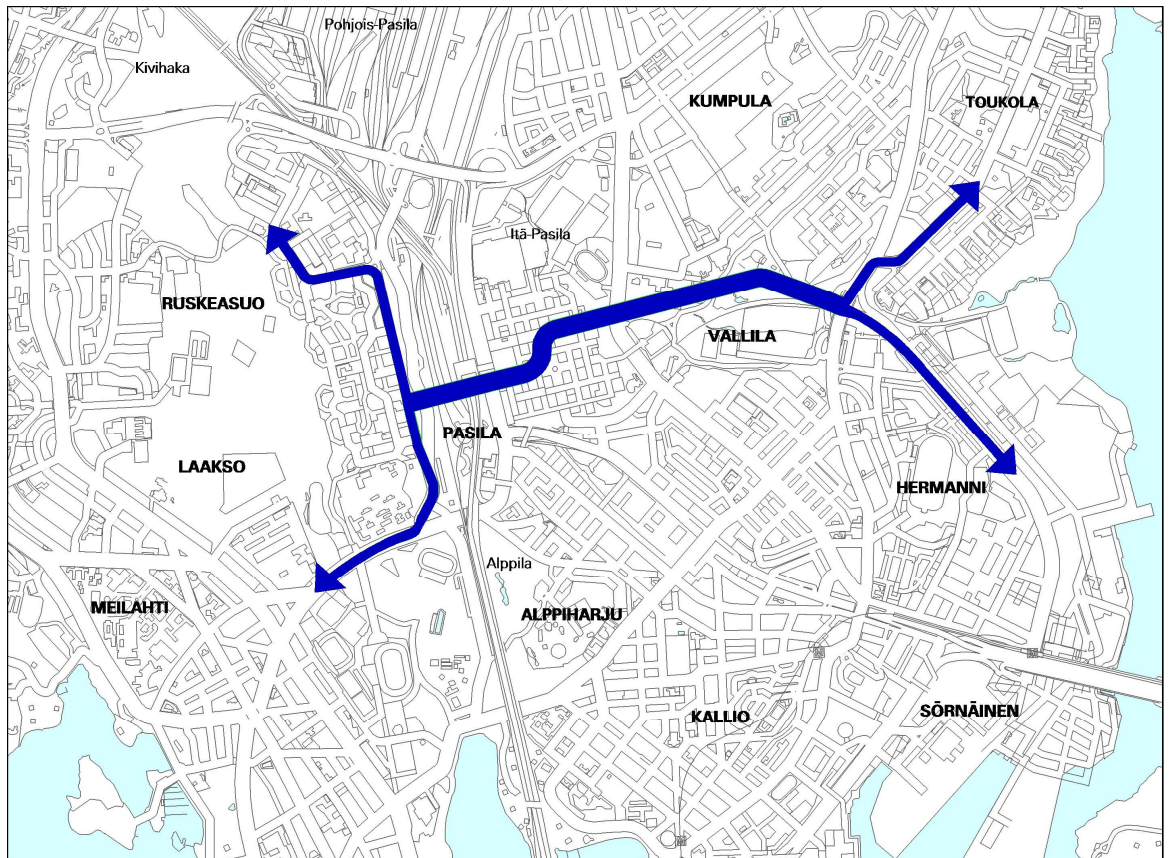 Pohjois-Pasila
Kivihaka
KUMPULA
TOUKOLA
Itä-Pasila
RUSKEASUO
VALLILA
PASILA
LAAKSO
HERMANNI
Alppila
MEILAHTI
ALPPIHARJU
KALLIO
SÖRNÄINEN